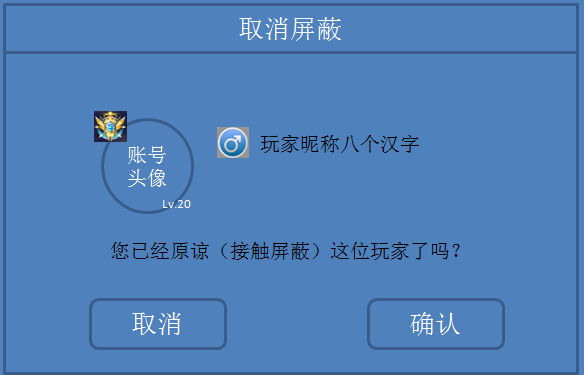 取消屏蔽
账号
头像
Lv.20
玩家昵称八个汉字
您已经原谅（接触屏蔽）这位玩家了吗？
取消
确认